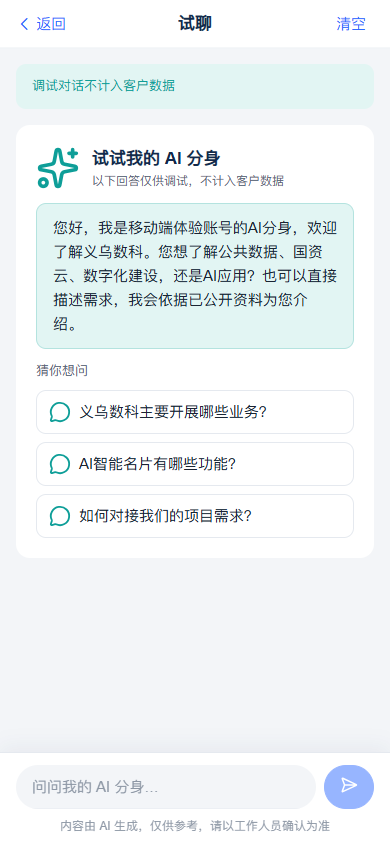 返回
试聊
清空
调试对话不计入客户数据
试试我的 AI 分身
以下回答仅供调试，不计入客户数据
您好，我是移动端体验账号的AI分身，欢迎
了解义乌数科。您想了解公共数据、国资
云、数字化建设，还是AI应用？也可以直接
描述需求，我会依据已公开资料为您介
绍。
猜你想问
义乌数科主要开展哪些业务？
AI智能名片有哪些功能？
如何对接我们的项目需求？
问问我的 AI 分身...
内容由 AI 生成，仅供参考，请以工作人员确认为准